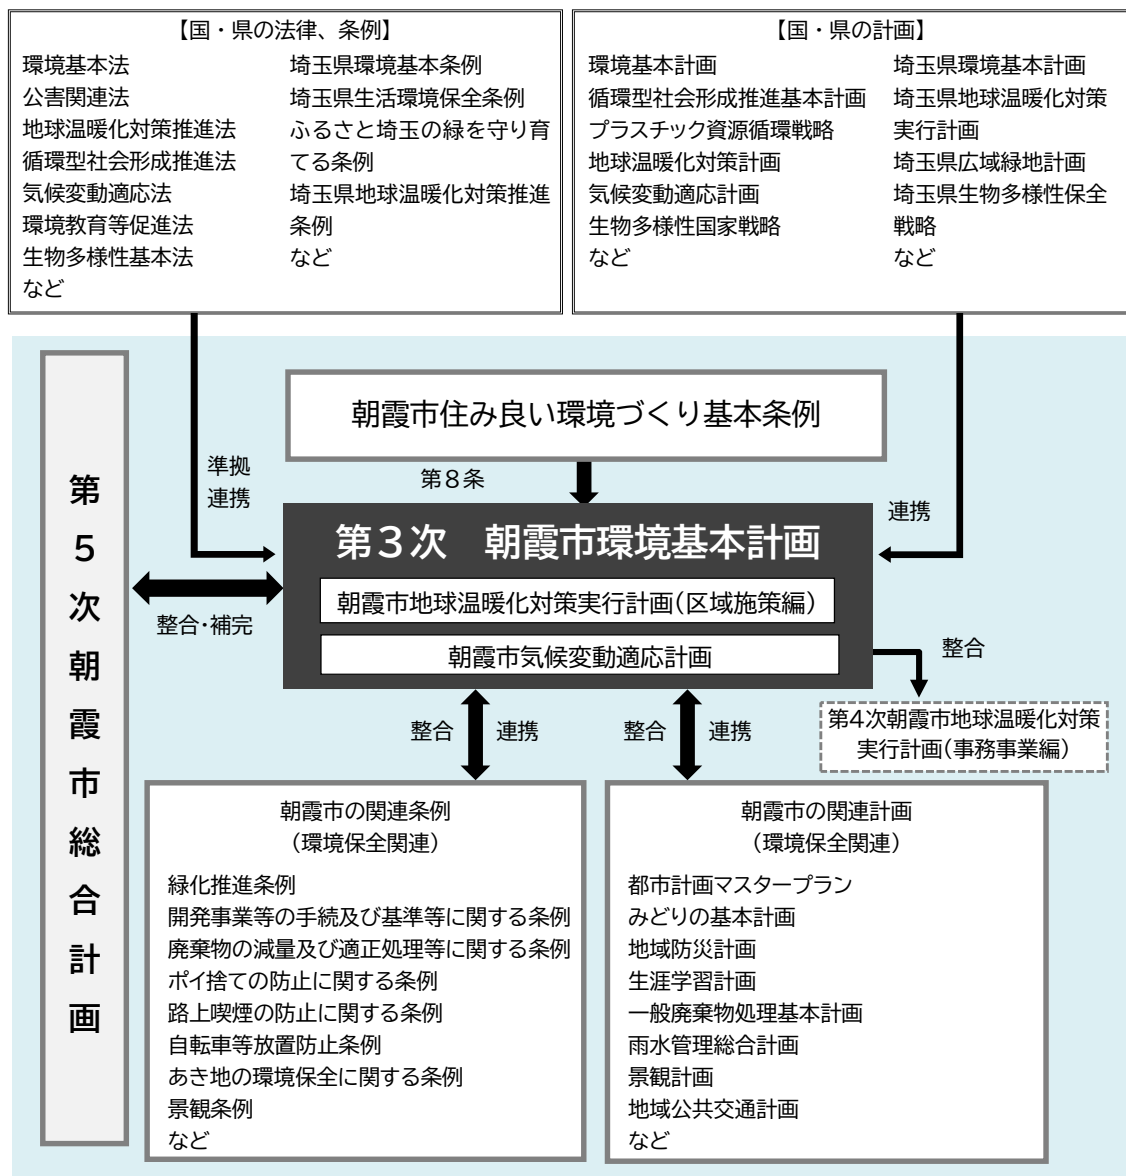 【国・県の法律、条例】
環境基本法
公害関連法
地球温暖化対策推進法
循環型社会形成推進法
気候変動適応法
環境教育等促進法
生物多様性基本法
など
埼玉県環境基本条例
埼玉県生活環境保全条例
ふるさと埼玉の緑を守り育
てる条例
埼玉県地球温暖化対策推進
条例
など
【国・県の計画】
環境基本計画
循環型社会形成推進基本計画
プラスチック資源循環戦略
地球温暖化対策計画
気候変動適応計画
生物多様性国家戦略
など
埼玉県環境基本計画
埼玉県地球温暖化対策
実行計画
埼玉県広域緑地計画
埼玉県生物多様性保全
戦略
など
第5次朝霞市総合計画
朝霞市住み良い環境づくり基本条例
準拠
連携
第8条
連携
第3次　朝霞市環境基本計画
朝霞市地球温暖化対策実行計画(区域施策編)
朝霞市気候変動適応計画
整合・補完
整合
第4次朝霞市地球温暖化対策
実行計画(事務事業編)
整合 連携
整合 連携
朝霞市の関連条例
（環境保全関連）
緑化推進条例
開発事業等の手続及び基準等に関する条例
廃棄物の減量及び適正処理等に関する条例
ポイ捨ての防止に関する条例
路上喫煙の防止に関する条例
自転車等放置防止条例
あき地の環境保全に関する条例
景観条例
など
朝霞市の関連計画
（環境保全関連）
都市計画マスタープラン
みどりの基本計画
地域防災計画
生涯学習計画
一般廃棄物処理基本計画
雨水管理総合計画
景観計画
地域公共交通計画
など